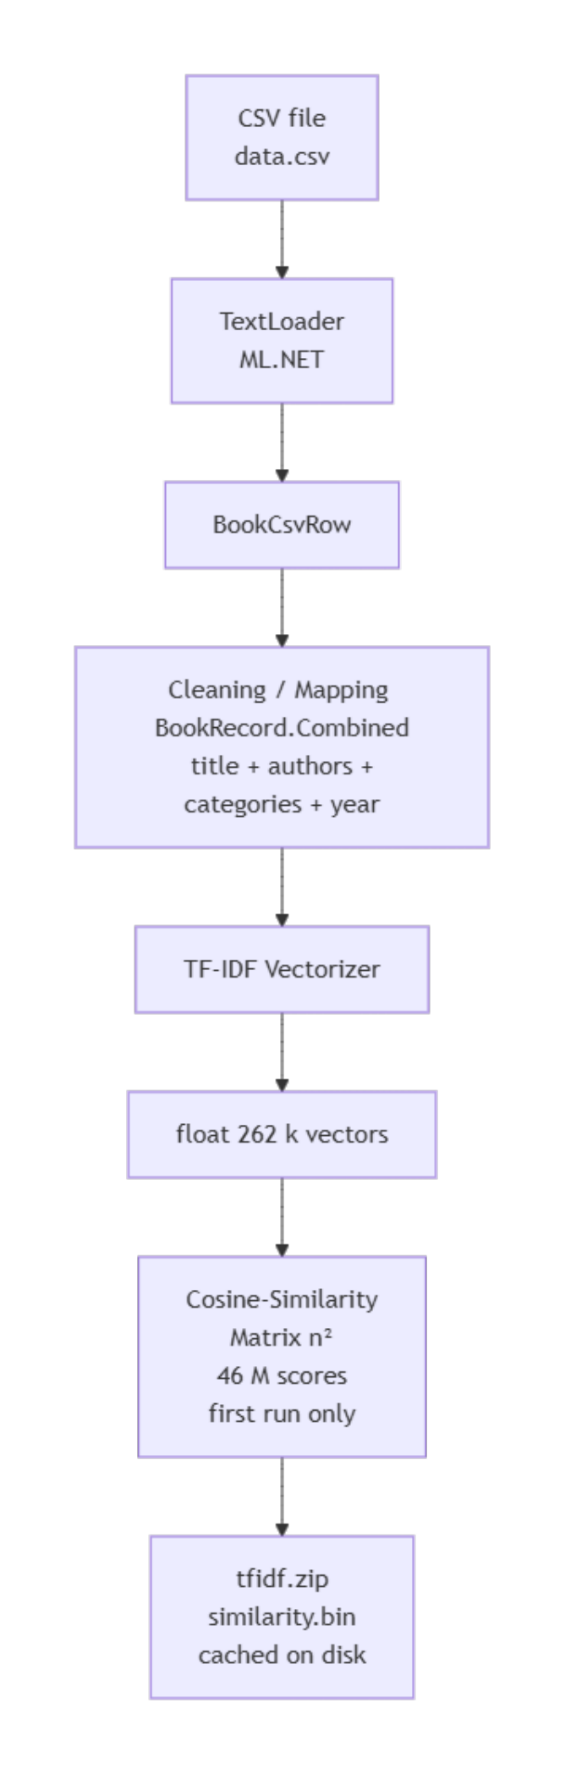 CSV file
data.csv
TextLoader
ML.NET
BookCsvRow
Cleaning / Mapping
BookRecord.Combined
title + authors +
categories + year
TF-IDF Vectorizer
float 262 k vectors
Cosine-Similarity
Matrix n²
46 M scores
first run only
tfidf.zip
similarity.bin
cached on disk